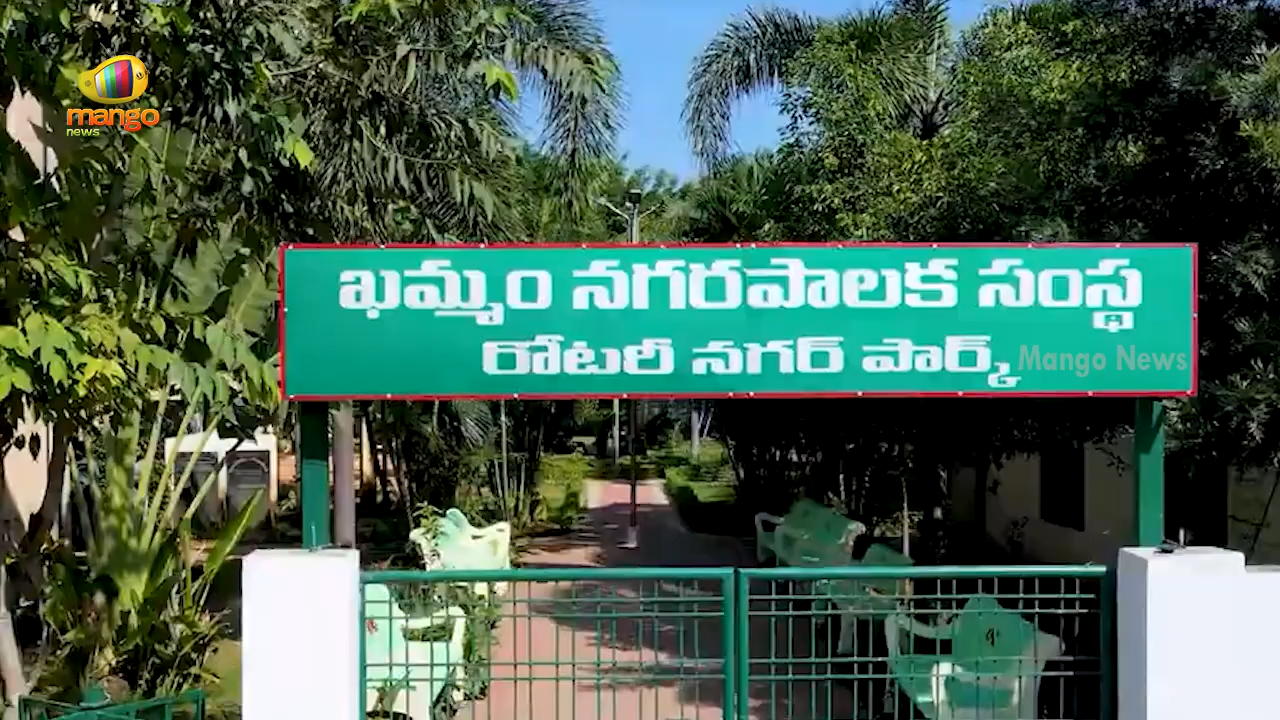 mango
news
ఖమ్మం నగరపాలక సంస్థ
రోటరీ నగర్ పార్క్
Mango News